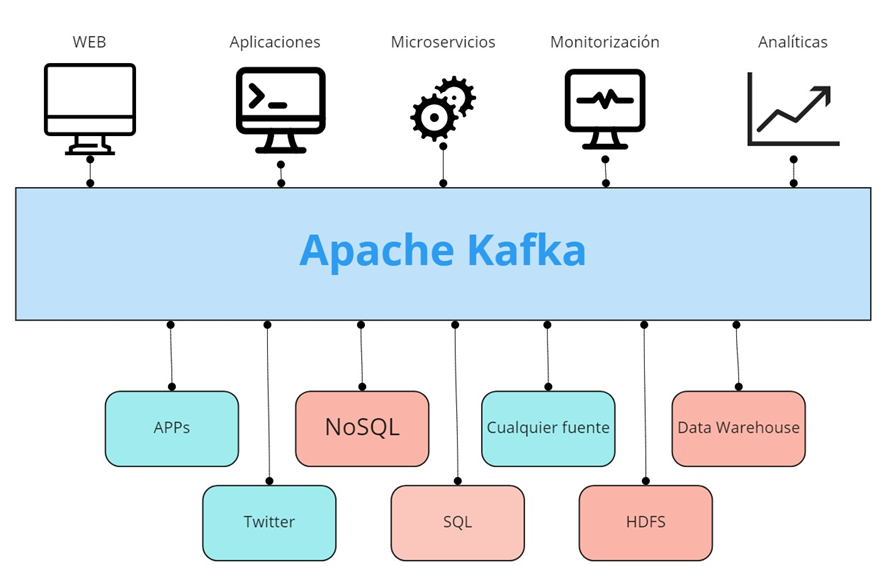 WEB
Aplicaciones
Microservicios
Monitorización
Analíticas
Apache Kafka
APPs
NoSQL
Cualquier fuente
Data Warehouse
Twitter
SQL
HDFS